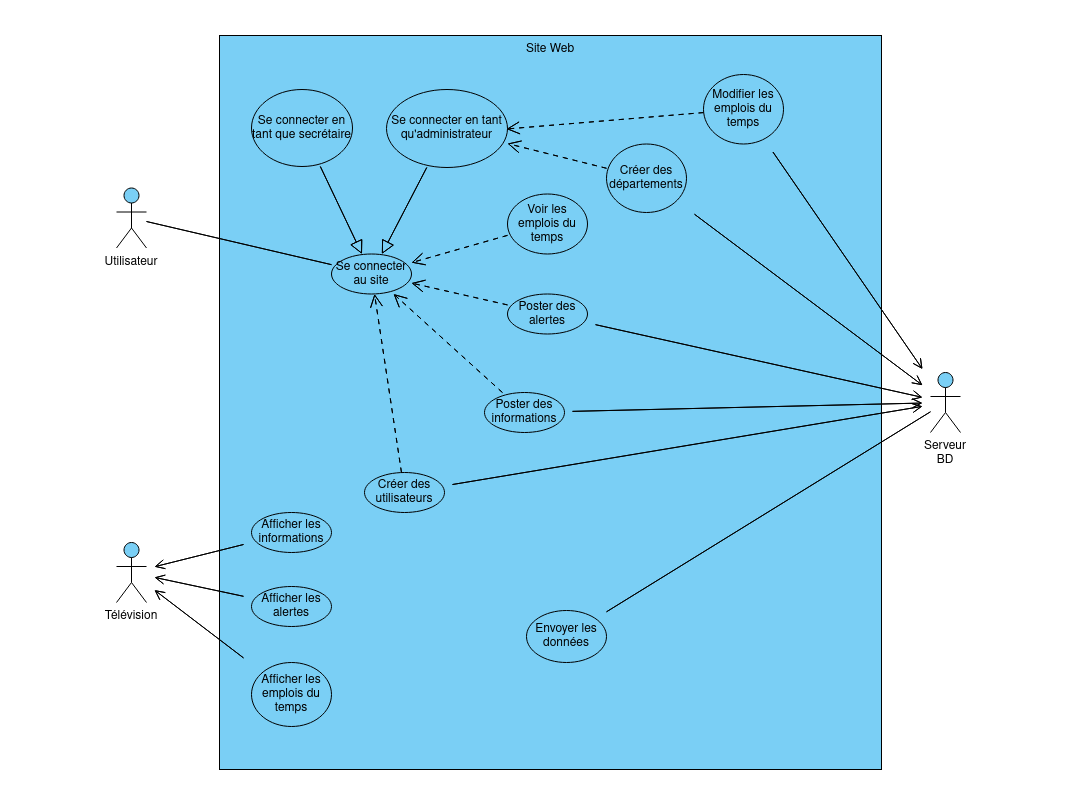 Site Web
Se connecter en
tant que secrétaire
Se connecter en tant
qu'administrateur
Modifier les
emplois du
temps
Créer des
départements
Voir les
emplois du
temps
Utilisateur
Se connecter
au site
Poster des
alertes
Poster des
informations
Serveur
BD
Créer des
utilisateurs
Afficher les
informations
Télévision
Afficher les
alertes
Envoyer les
données
Afficher les
emplois du
temps